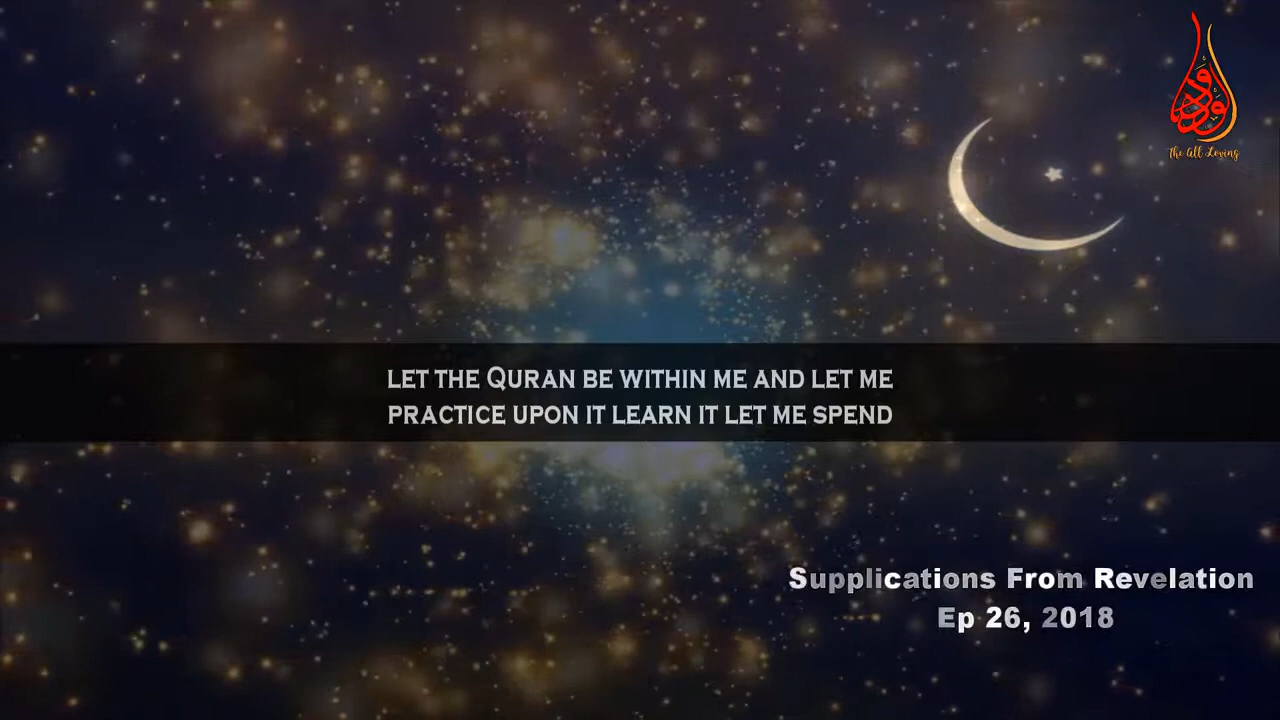 الودود
The All Loving
LET THE QURAN BE WITHIN ME AND LET ME
PRACTICE UPON IT LEARN IT LET ME SPEND
Supplications From Revelation
Ep 26, 2018